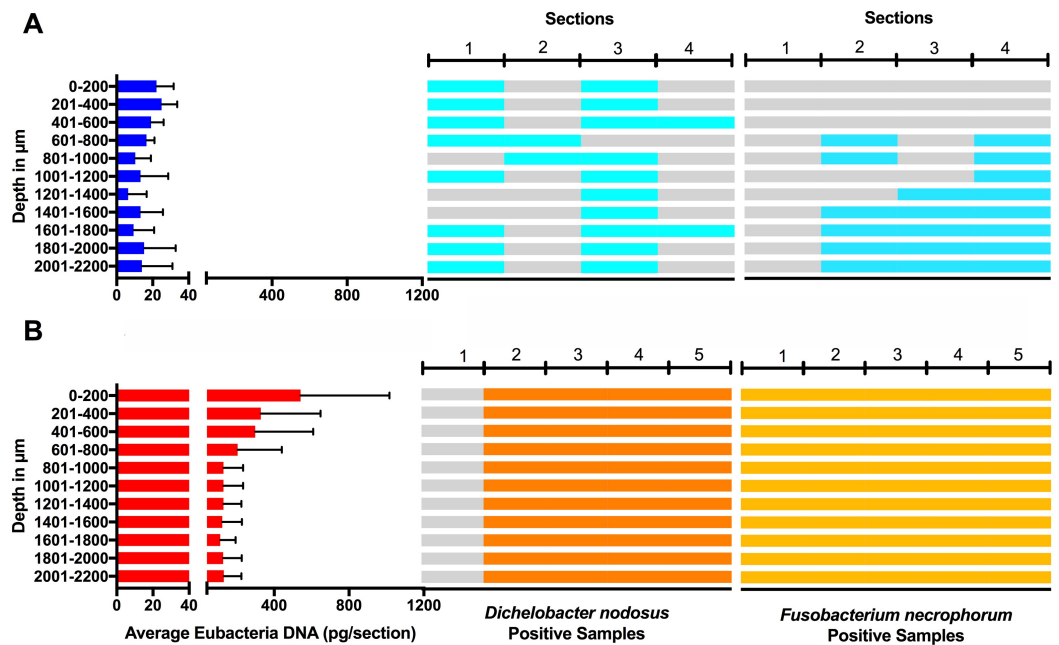 A
Sections
Sections
1 2 3 4
1 2 3 4
Depth in µm
0-200
201-400
401-600
601-800
801-1000
1001-1200
1201-1400
1401-1600
1601-1800
1801-2000
2001-2200
0 20 40 400 800 1200
B
1 2 3 4 5
1 2 3 4 5
Depth in µm
0-200
201-400
401-600
601-800
801-1000
1001-1200
1201-1400
1401-1600
1601-1800
1801-2000
2001-2200
0 20 40 400 800 1200
Average Eubacteria DNA (pg/section)
Dichelobacter nodosus
Positive Samples
Fusobacterium necrophorum
Positive Samples